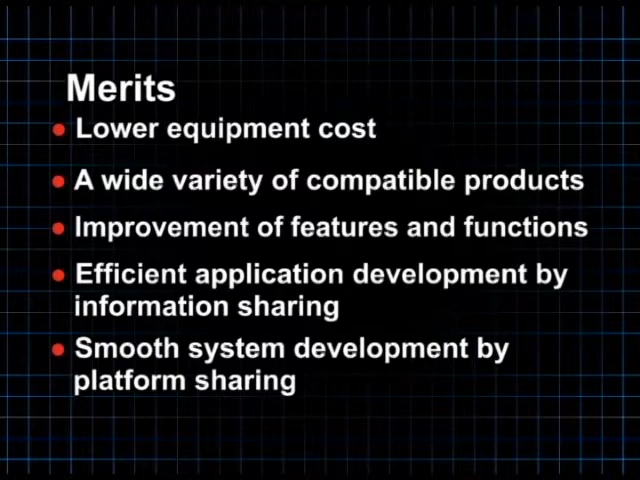 Merits
• Lower equipment cost
• A wide variety of compatible products
• Improvement of features and functions
• Efficient application development by
information sharing
• Smooth system development by
platform sharing